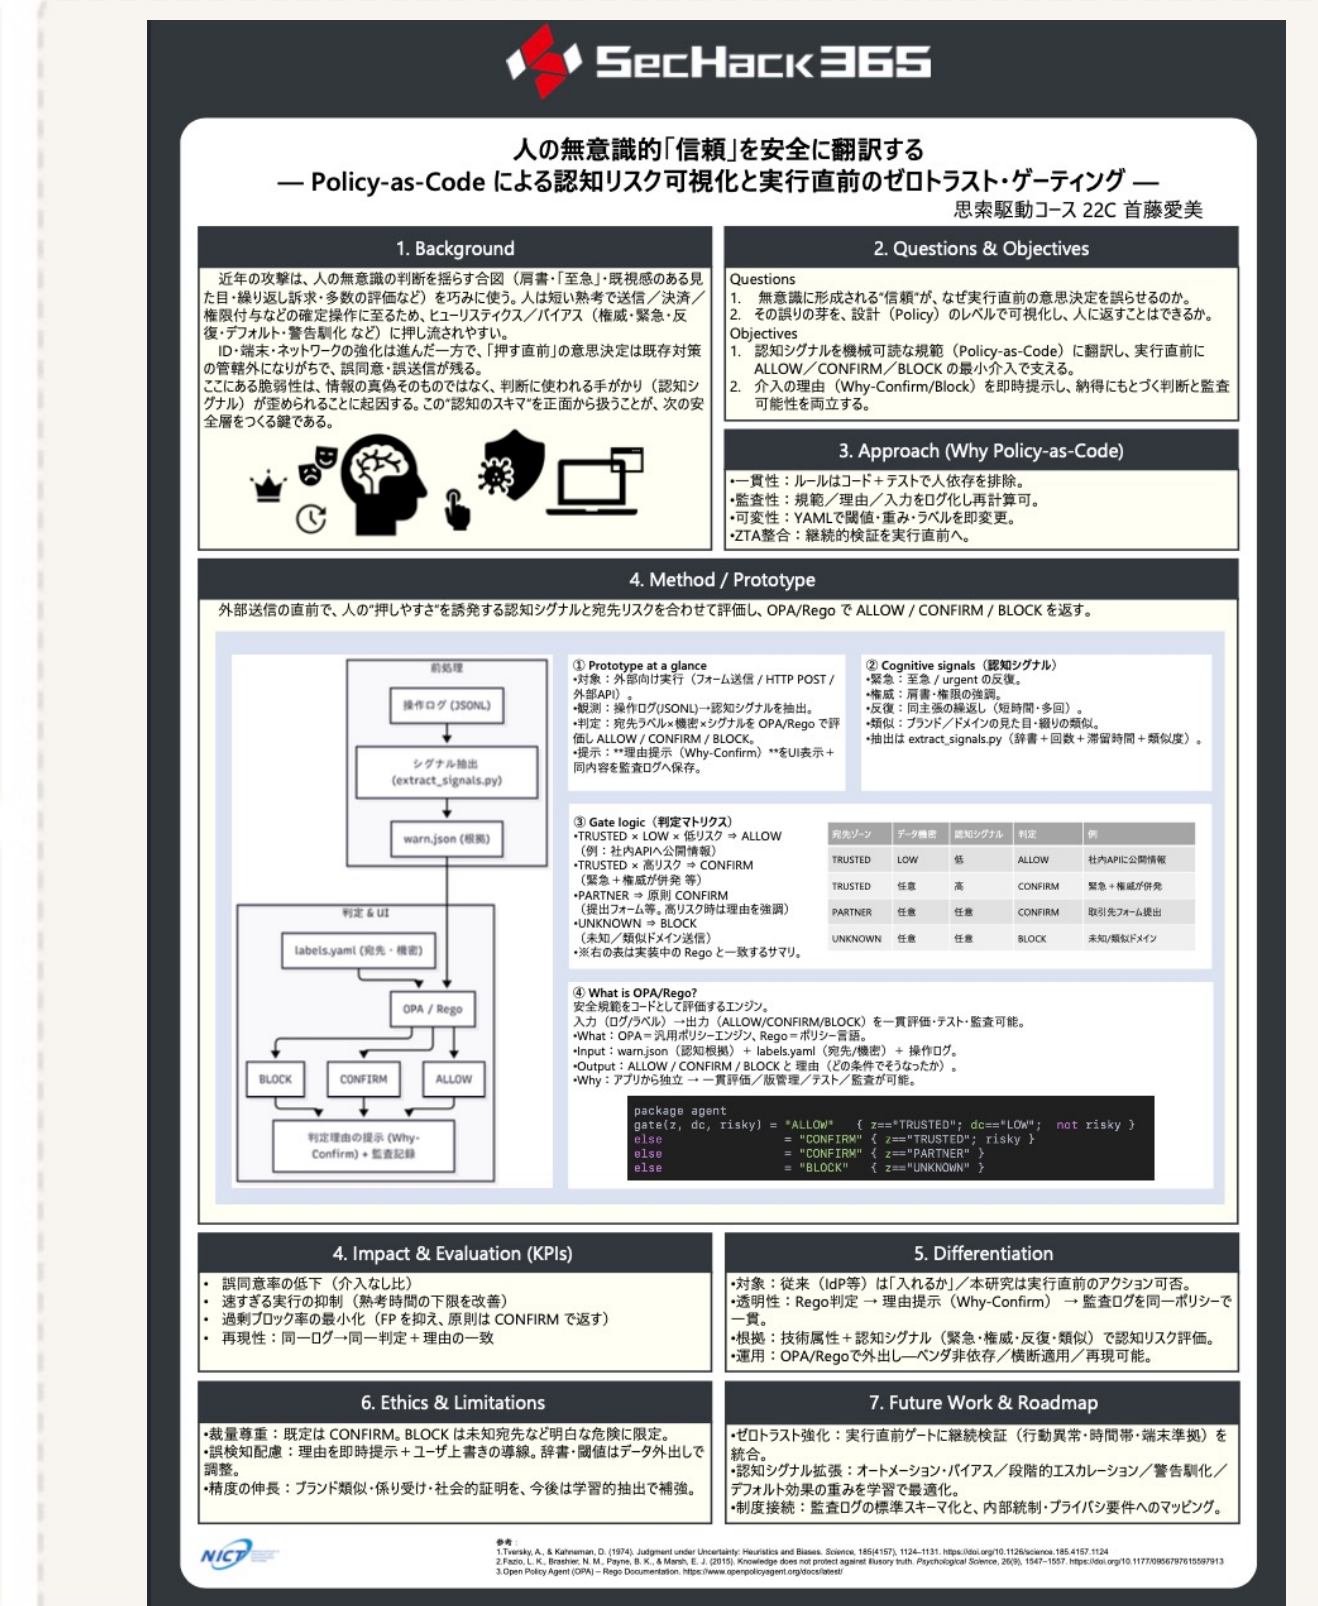 SecHack365
人の無意識的「信頼」を安全に翻訳する
― Policy-as-Code による認知リスク可視化と実行直前のゼロトラスト・ゲーティング ―
思索駆動コース 22C 首藤愛美
1. Background
近年の攻撃は、人の無意識の判断を揺らす合図（肩書・「至急」・既視感のある見
た目・繰り返し訴求・多数の評価など）を巧みに使う。人は短い熟考で送信／決済／
権限付与などの確定操作に至るため、ヒューリスティクス／バイアス（権威・緊急・反
復・デフォルト・警告馴化 など）に押し流されやすい。
ID・端末・ネットワークの強化は進んだ一方で、「押す直前」の意思決定は既存対策
の管轄外になりがちで、誤同意・誤送信が残る。
ここにある脆弱性は、情報の真偽そのものではなく、判断に使われる手がかり（認知シ
グナル）が歪められることに起因する。この“認知のスキマ”を正面から扱うことが、次の安
全層をつくる鍵である。
2. Questions & Objectives
Questions
1. 無意識に形成される“信頼”が、なぜ実行直前の意思決定を誤らせるのか。
2. その誤りの芽を、設計（Policy）のレベルで可視化し、人に返すことはできるか。
Objectives
1. 認知シグナルを機械可読な規範（Policy-as-Code）に翻訳し、実行直前に
ALLOW／CONFIRM／BLOCK の最小介入で支える。
2. 介入の理由（Why-Confirm/Block）を即時提示し、納得にもとづく判断と監査
可能性を両立する。
3. Approach (Why Policy-as-Code)
•一貫性：ルールはコード＋テストで人依存を排除。
•監査性：規範／理由／入力をログ化し再計算可。
•可変性：YAMLで閾値・重み・ラベルを即変更。
•ZTA整合：継続的検証を実行直前へ。
4. Method / Prototype
外部送信の直前で、人の“押しやすさ”を誘発する認知シグナルと宛先リスクを合わせて評価し、OPA/Rego で ALLOW / CONFIRM / BLOCK を返す。
前処理
操作ログ (JSONL)
シグナル抽出
(extract_signals.py)
warn.json (根拠)
判定 & UI
labels.yaml (宛先・機密)
OPA / Rego
BLOCK
CONFIRM
ALLOW
判定理由の提示 (Why-
Confirm) + 監査記録
① Prototype at a glance
•対象：外部向け実行（フォーム送信 / HTTP POST /
外部API）。
•観測：操作ログ(JSONL)→認知シグナルを抽出。
•判定：宛先ラベル×機密×シグナルを OPA/Rego で評
価し ALLOW / CONFIRM / BLOCK。
•提示：**理由提示（Why-Confirm）**をUI表示＋
同内容を監査ログへ保存。
② Cognitive signals（認知シグナル）
•緊急：至急 / urgent の反復。
•権威：肩書・権限の強調。
•反復：同主張の繰返し（短時間・多回）。
•類似：ブランド／ドメインの見た目・綴りの類似。
•抽出は extract_signals.py（辞書＋回数＋滞留時間＋類似度）。
③ Gate logic（判定マトリクス）
•TRUSTED × LOW × 低リスク ⇒ ALLOW
（例：社内APIへ公開情報）
•TRUSTED × 高リスク ⇒ CONFIRM
（緊急＋権威が併発 等）
•PARTNER ⇒ 原則 CONFIRM
（提出フォーム等。高リスク時は理由を強調）
•UNKNOWN ⇒ BLOCK
（未知／類似ドメイン送信）
•※右の表は実装中の Rego と一致するサマリ。
宛先ゾーン データ機密 認知シグナル 判定 例
TRUSTED LOW 低 ALLOW 社内APIに公開情報
TRUSTED 任意 高 CONFIRM 緊急＋権威が併発
PARTNER 任意 任意 CONFIRM 取引先フォーム提出
UNKNOWN 任意 任意 BLOCK 未知/類似ドメイン
④ What is OPA/Rego?
安全規範をコードとして評価するエンジン。
入力（ログ/ラベル）→出力（ALLOW/CONFIRM/BLOCK）を一貫評価・テスト・監査可能。
•What：OPA＝汎用ポリシーエンジン、Rego＝ポリシー言語。
•Input：warn.json（認知根拠）＋ labels.yaml（宛先/機密）＋ 操作ログ。
•Output：ALLOW / CONFIRM / BLOCKと 理由（どの条件でそうなったか）。
•Why：アプリから独立 → 一貫評価／版管理／テスト／監査が可能。
package agent
gate(z, dc, risky) = "ALLOW" { z=="TRUSTED"; dc=="LOW"; not risky }
else = "CONFIRM" { z=="TRUSTED"; risky }
else = "CONFIRM" { z=="PARTNER" }
else = "BLOCK" { z=="UNKNOWN" }
4. Impact & Evaluation (KPIs)
• 誤同意率の低下（介入なし比）
• 速すぎる実行の抑制（熟考時間の下限を改善）
• 過剰ブロック率の最小化（FP を抑え、原則は CONFIRM で返す）
• 再現性：同一ログ→同一判定＋理由の一致
5. Differentiation
•対象：従来（IdP等）は「入れるか」／本研究は実行直前のアクション可否。
•透明性：Rego判定 → 理由提示（Why-Confirm） → 監査ログを同一ポリシーで
一貫。
•根拠：技術属性＋認知シグナル（緊急・権威・反復・類似）で認知リスク評価。
•運用：OPA/Regoで外出し―ベンダ非依存／横断適用／再現可能。
6. Ethics & Limitations
•裁量尊重：既定は CONFIRM。BLOCK は未知宛先など明白な危険に限定。
•誤検知配慮：理由を即時提示＋ユーザ上書きの導線。辞書・閾値はデータ外出しで
調整。
•精度の伸長：ブランド類似・係り受け・社会的証明を、今後は学習的抽出で補強。
7. Future Work & Roadmap
•ゼロトラスト強化：実行直前ゲートに継続検証（行動異常・時間帯・端末準拠）を
統合。
•認知シグナル拡張：オートメーション・バイアス／段階的エスカレーション／警告馴化／
デフォルト効果の重みを学習で最適化。
•制度接続：監査ログの標準スキーマ化と、内部統制・プライバシ要件へのマッピング。
NICT
参考：
1.Tversky, A., & Kahneman, D. (1974). Judgment under Uncertainty: Heuristics and Biases. Science, 185(4157), 1124–1131. https://doi.org/10.1126/science.185.4157.1124
2.Fazio, L. K., Brashier, N. M., Payne, B. K., & Marsh, E. J. (2015). Knowledge does not protect against illusory truth. Psychological Science, 26(9), 1547–1557. https://doi.org/10.1177/0956797615597913
3.Open Policy Agent (OPA) – Rego Documentation. https://www.openpolicyagent.org/docs/latest/